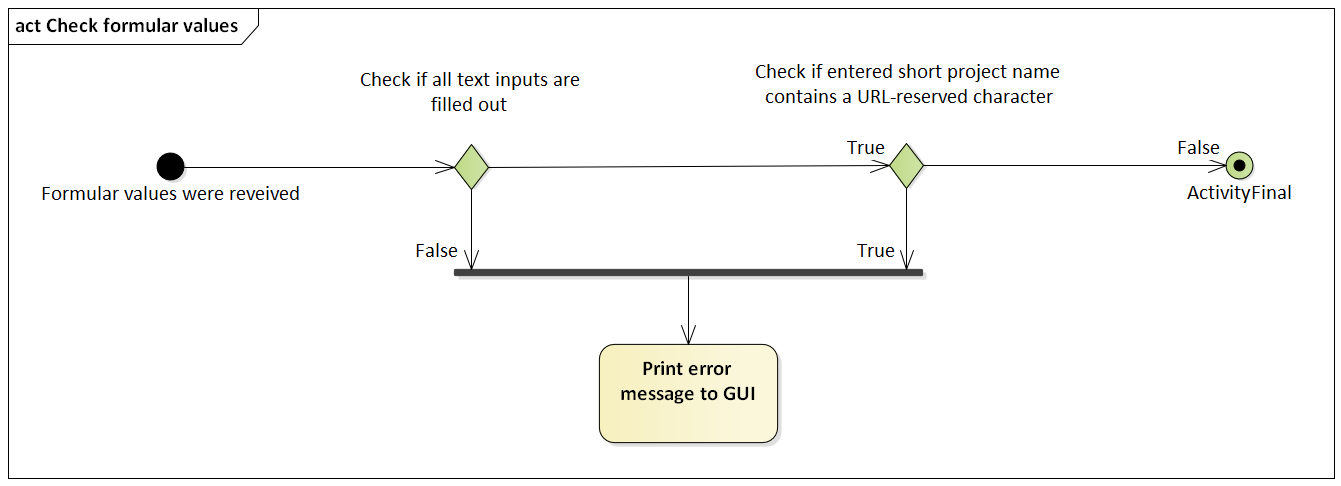 act Check formular values
Check if all text inputs are
filled out
Check if entered short project name
contains a URL-reserved character
True
False
Formular values were reveived
ActivityFinal
False
True
Print error
message to GUI